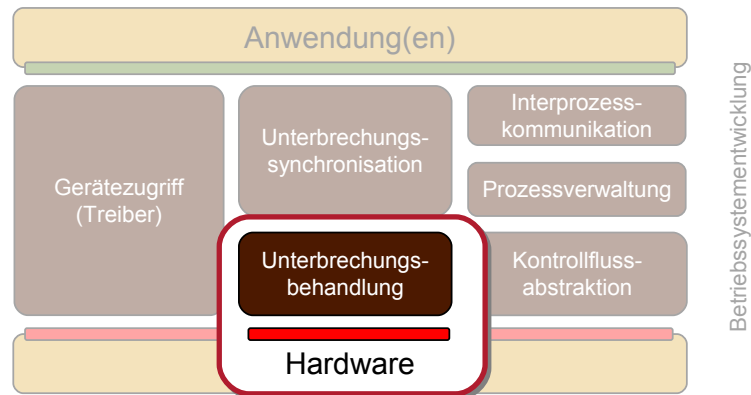 Anwendung(en)
Gerätezugriff
(Treiber)
Unterbrechungs-
synchronisation
Interprozess-
kommunikation
Prozessverwaltung
Unterbrechungs-
behandlung
Kontrollfluss-
abstraktion
Hardware
Betriebssystementwicklung